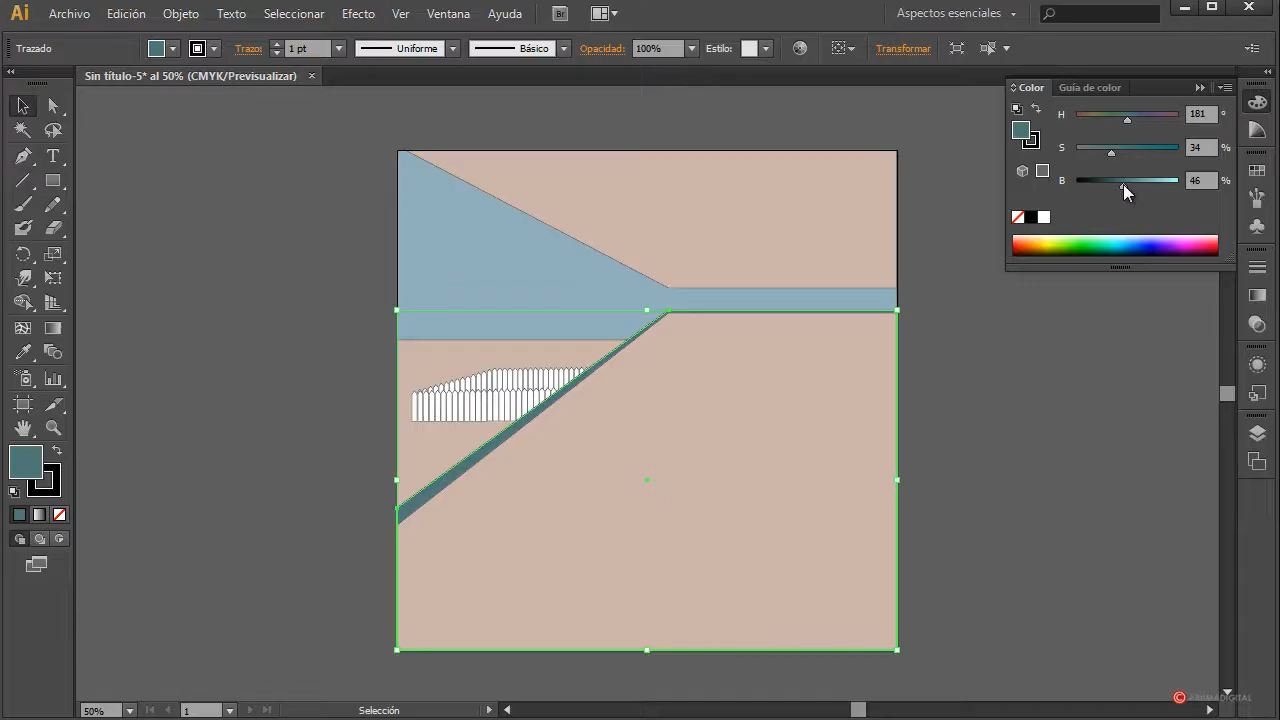 Ai Archivo Edición Objeto Texto Seleccionar Efecto Ver Ventana Ayuda Br Aspectos esenciales
Trazado Trazo: 1 pt Uniforme Básico Opacidad: 100% Estilo: Transformar
Sin título-5* al 50% (CMYK/Previsualizar)
Color Guía de color
H 181 °
S 34 %
B 46 %
T
50% 1 Selección